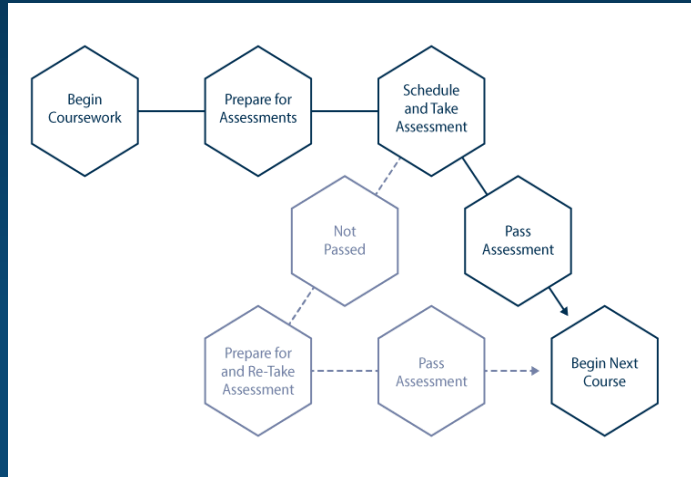 Begin
Coursework
Prepare for
Assessments
Schedule
and Take
Assessment
Not
Passed
Pass
Assessment
Prepare for
and Re-Take
Assessment
Pass
Assessment
Begin Next
Course